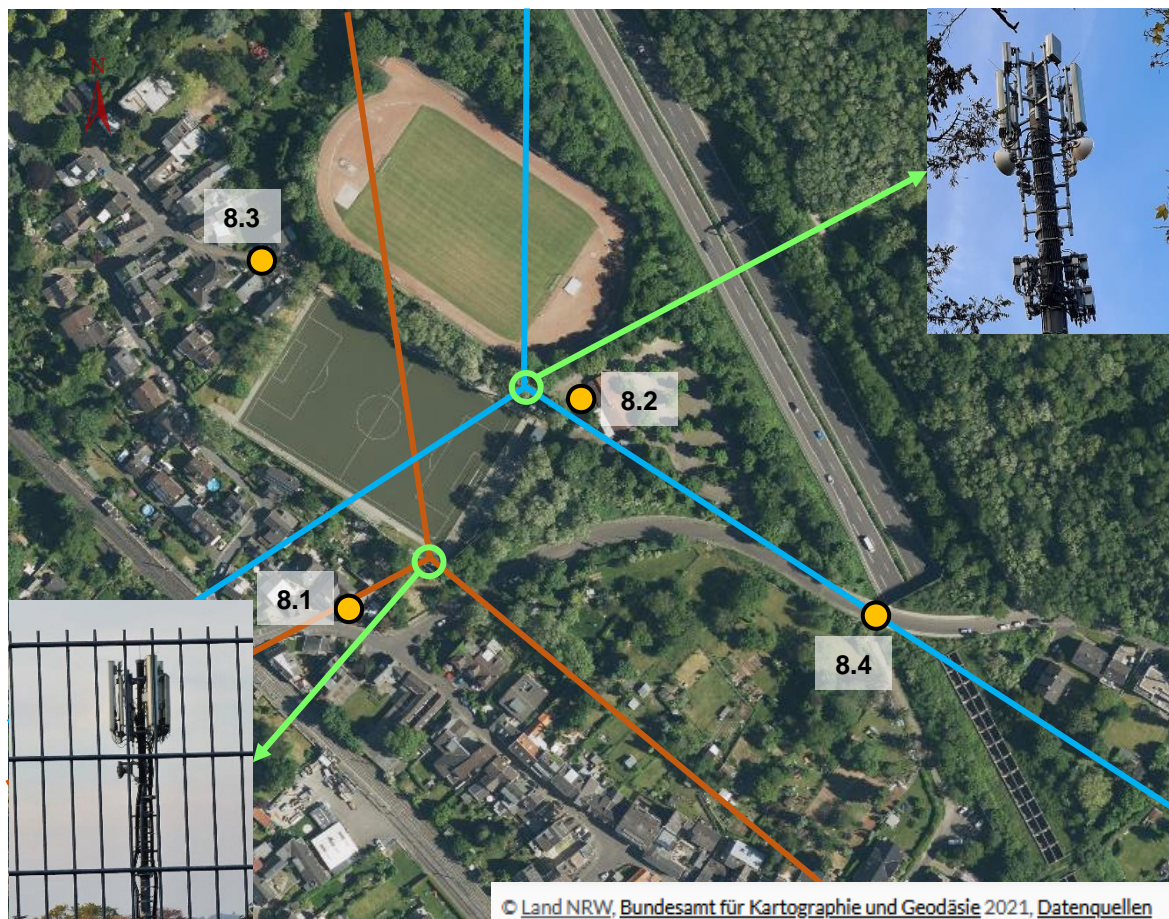 N
8.3
8.2
8.1
8.4
© Land NRW, Bundesamt für Kartographie und Geodäsie 2021, Datenquellen